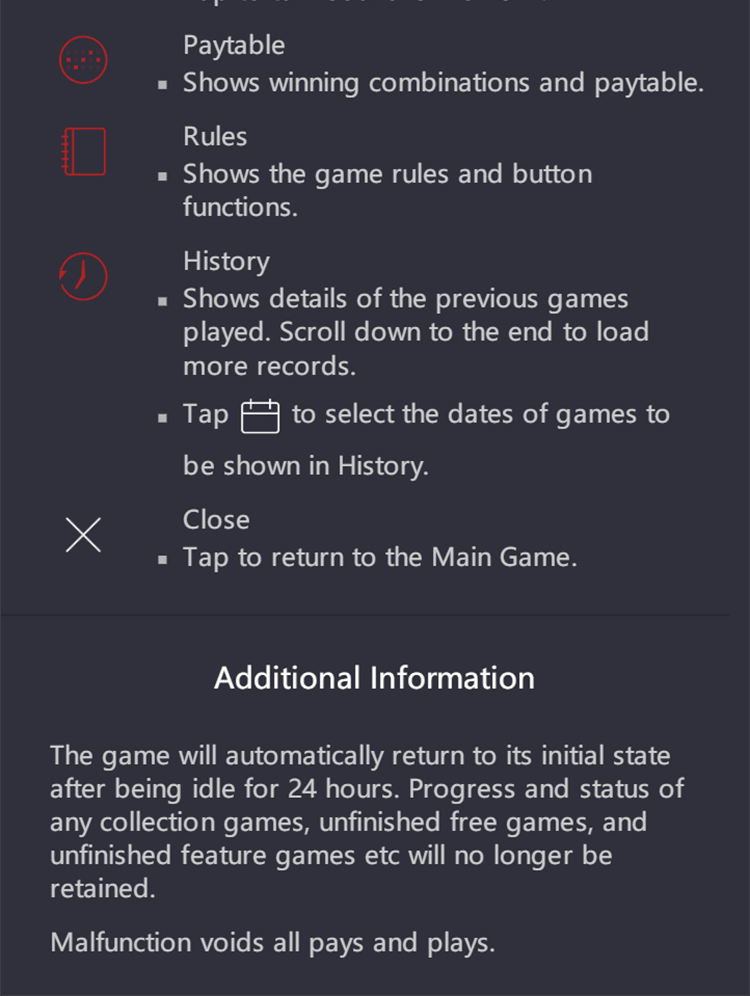 Paytable
▪ Shows winning combinations and paytable.
Rules
▪ Shows the game rules and button
functions.
History
▪ Shows details of the previous games
played. Scroll down to the end to load
more records.
▪ Tap to select the dates of games to
be shown in History.
Close
▪ Tap to return to the Main Game.
Additional Information
The game will automatically return to its initial state
after being idle for 24 hours. Progress and status of
any collection games, unfinished free games, and
unfinished feature games etc will no longer be
retained.
Malfunction voids all pays and plays.